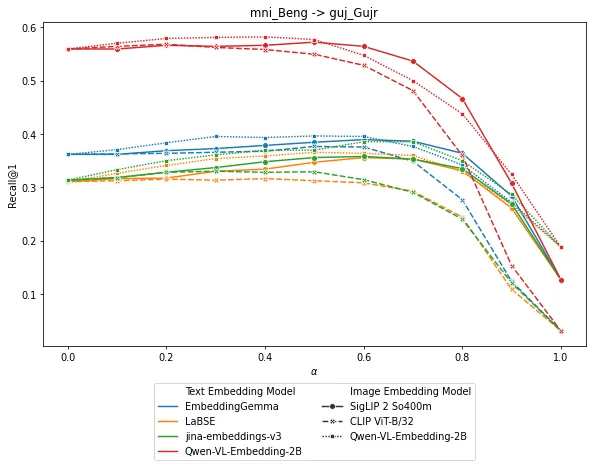 mni_Beng -> guj_Gujr
Recall@1
0.6
0.5
0.4
0.3
0.2
0.1
0.0 0.2 0.4 0.6 0.8 1.0
α
Text Embedding Model
EmbeddingGemma
LaBSE
jina-embeddings-v3
Qwen-VL-Embedding-2B
Image Embedding Model
SigLIP 2 So400m
CLIP ViT-B/32
Qwen-VL-Embedding-2B